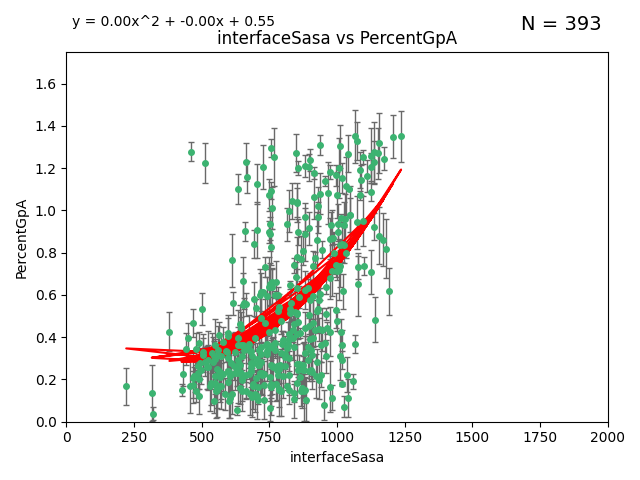 y = 0.00x^2 + -0.00x + 0.55
N = 393
interfaceSasa vs PercentGpA
PercentGpA
1.6
1.4
1.2
1.0
0.8
0.6
0.4
0.2
0.0
0 250 500 750 1000 1250 1500 1750 2000
interfaceSasa